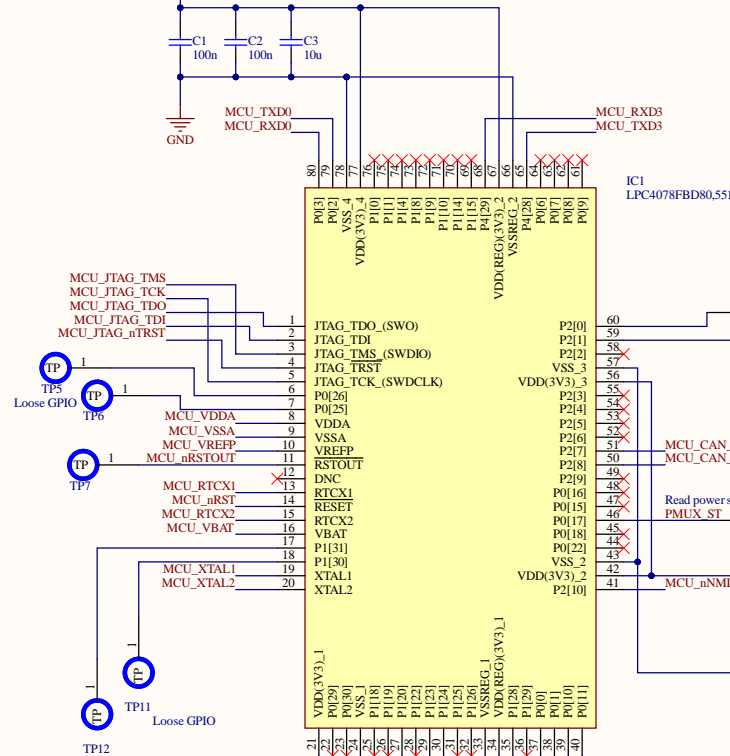 C1
100n
C2
100n
C3
10u
GND
MCU_TXD0
MCU_RXD0
MCU_RXD3
MCU_TXD3
80
79
78
77
76
75
74
73
72
71
70
69
68
67
66
65
64
63
62
61
IC1
LPC4078FBD80,551
P0[3]
P0[2]
VSS_4
VDD(3V3)_4
P1[0]
P1[1]
P1[4]
P1[8]
P1[9]
P1[10]
P1[14]
P1[15]
P4[29]
VDD(REG)(3V3)_2
VSSREG_2
P4[28]
P0[6]
P0[7]
P0[8]
P0[9]
MCU_JTAG_TMS
MCU_JTAG_TCK
MCU_JTAG_TDO
MCU_JTAG_TDI
MCU_JTAG_nTRST
1 JTAG_TDO_(SWO)
2 JTAG_TDI
3 JTAG_TMS_(SWDIO)
4 JTAG_TRST
5 JTAG_TCK_(SWDCLK)
6 P0[26]
7 P0[25]
8 VDDA
9 VSSA
10 VREFP
11 RSTOUT
12 DNC
13 RTCX1
14 RESET
15 RTCX2
16 VBAT
17 P1[31]
18 P1[30]
19 XTAL1
20 XTAL2
TP
1
TP5
Loose GPIO
TP
1
TP6
MCU_VDDA
MCU_VSSA
MCU_VREFP
MCU_nRSTOUT
TP
1
TP7
MCU_RTCX1
MCU_nRST
MCU_RTCX2
MCU_VBAT
MCU_XTAL1
MCU_XTAL2
P2[0] 60
P2[1] 59
P2[2] 58
VSS_3 57
VDD(3V3)_3 56
P2[3] 55
P2[4] 54
P2[5] 53
P2[6] 52
P2[7] 51
P2[8] 50
P2[9] 49
P0[16] 48
P0[15] 47
P0[17] 46
P0[18] 45
P0[22] 44
VSS_2 43
VDD(3V3)_2 42
P2[10] 41
MCU_CAN_
MCU_CAN_
Read power s
PMUX_ST
MCU_nNMI
1
TP
TP11
Loose GPIO
1
TP
TP12
VDD(3V3)_1
P0[29]
P0[30]
VSS_1
P1[18]
P1[19]
P1[20]
P1[22]
P1[23]
P1[24]
P1[25]
P1[26]
VSSREG_1
VDD(REG)(3V3)_1
P1[28]
P1[29]
P0[0]
P0[1]
P0[10]
P0[11]
21
22
23
24
25
26
27
28
29
30
31
32
33
34
35
36
37
38
39
40